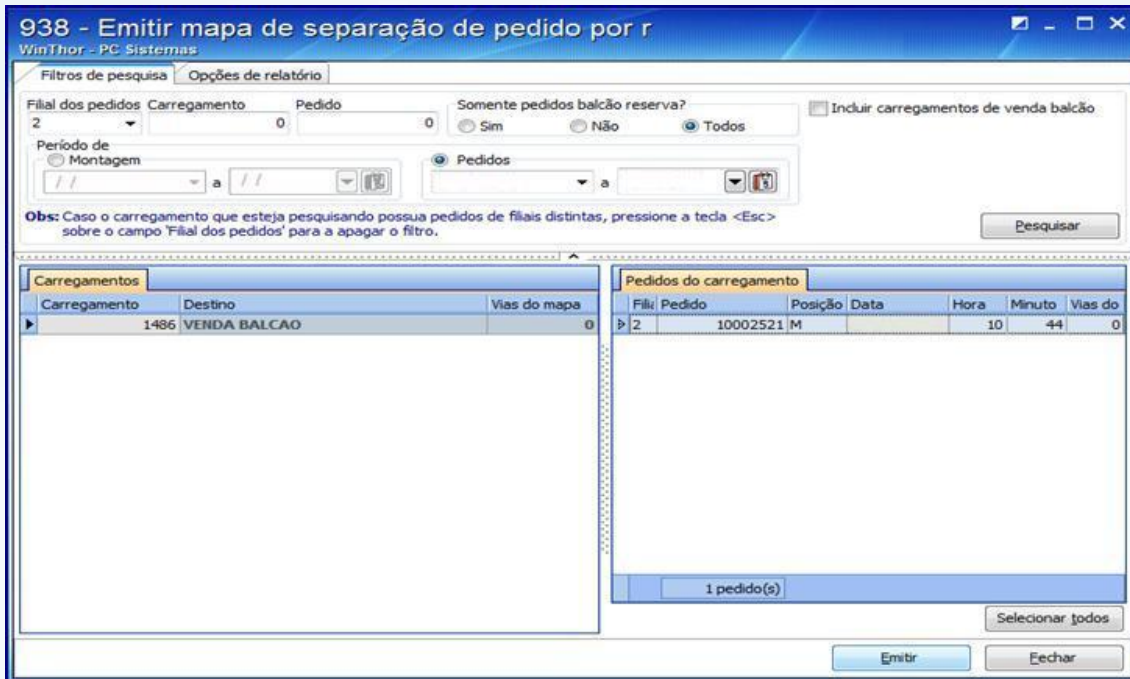 938 - Emitir mapa de separação de pedido por r
WinThor - PC Sistemas
Filtros de pesquisa Opções de relatório
Filial dos pedidos Carregamento Pedido Somente pedidos balcão reserva? Incluir carregamentos de venda balcão
2 0 0 Sim Não Todos
Período de
Montagem Pedidos
/ / a / / a
Obs: Caso o carregamento que esteja pesquisando possua pedidos de filiais distintas, pressione a tecla <Esc>
sobre o campo 'Filial dos pedidos' para a apagar o filtro.
Pesquisar
Carregamentos Pedidos do carregamento
Carregamento Destino Vias do mapa Filia Pedido Posição Data Hora Minuto Vias do
1486 VENDA BALCAO 0 2 10002521 M 10 44 0
1 pedido(s)
Selecionar todos
Emitir Fechar